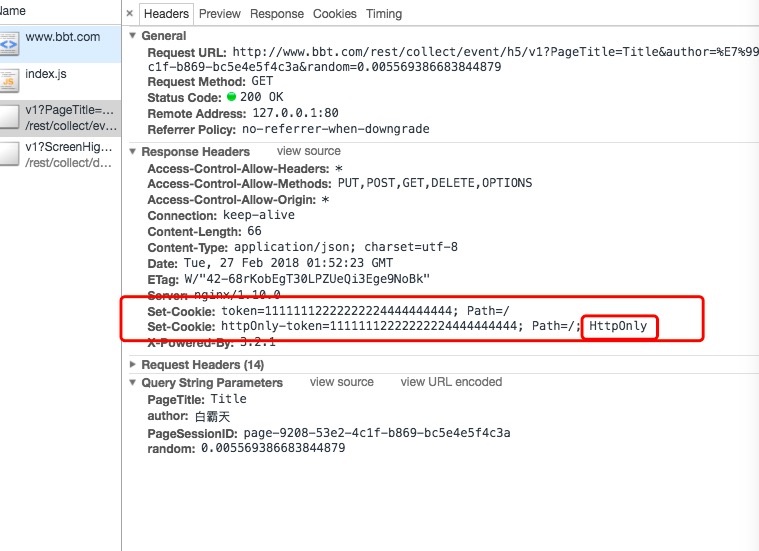 Name
× Headers Preview Response Cookies Timing
www.bbt.com
index.js
v1?PageTitle=...
/rest/collect/ev...
v1?ScreenHig...
/rest/collect/d...
▼ General
Request URL: http://www.bbt.com/rest/collect/event/h5/v1?PageTitle=Title&author=%E7%99
c1f-b869-bc5e4e5f4c3a&random=0.005569386683844879
Request Method: GET
Status Code: 200 OK
Remote Address: 127.0.0.1:80
Referrer Policy: no-referrer-when-downgrade
▼ Response Headers view source
Access-Control-Allow-Headers: *
Access-Control-Allow-Methods: PUT,POST,GET,DELETE,OPTIONS
Access-Control-Allow-Origin: *
Connection: keep-alive
Content-Length: 66
Content-Type: application/json; charset=utf-8
Date: Tue, 27 Feb 2018 01:52:23 GMT
ETag: W/"42-68rKobEgT30LPZUeQi3Ege9NoBk"
Server: nginx/1.10.0
Set-Cookie: token=11111112222222224444444444; Path=/
Set-Cookie: httpOnly-token=11111112222222224444444444; Path=/; HttpOnly
X-Powered-By: 3.2.1
▶ Request Headers (14)
▼ Query String Parameters view source view URL encoded
PageTitle: Title
author: 白霸天
PageSessionID: page-9208-53e2-4c1f-b869-bc5e4e5f4c3a
random: 0.005569386683844879